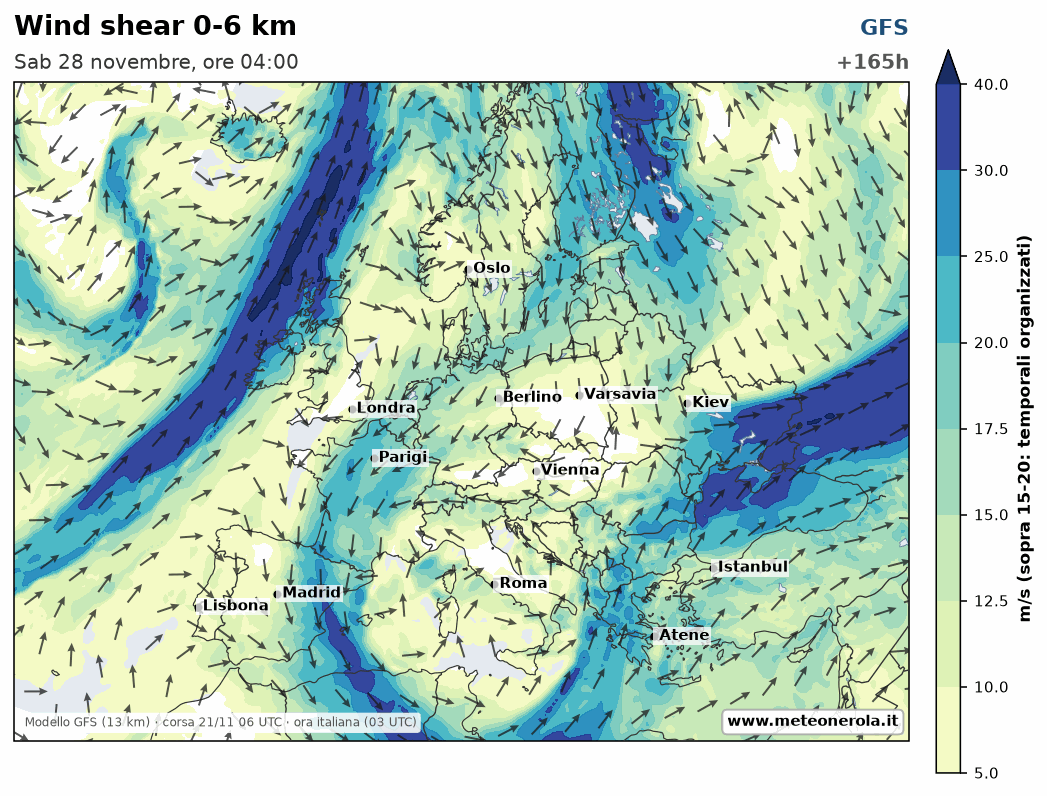 Wind shear 0-6 km
GFS
Sab 28 novembre, ore 04:00
+165h
40.0
30.0
25.0
20.0
17.5
15.0
12.5
10.0
5.0
m/s (sopra 15-20: temporali organizzati)
Oslo
Berlino
Varsavia
Kiev
Londra
Parigi
Vienna
Istanbul
Roma
Madrid
Lisbona
Atene
Modello GFS (13 km) · corsa 21/11 06 UTC · ora italiana (03 UTC)
www.meteonerola.it